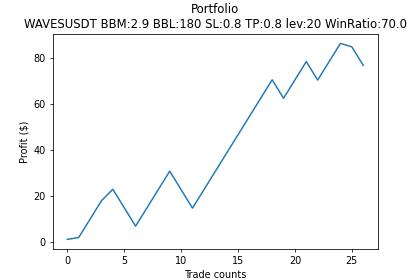 Portfolio
WAVESUSDT BBM:2.9 BBL:180 SL:0.8 TP:0.8 lev:20 WinRatio:70.0
80
60
40
20
0
Profit ($)
0 5 10 15 20 25
Trade counts